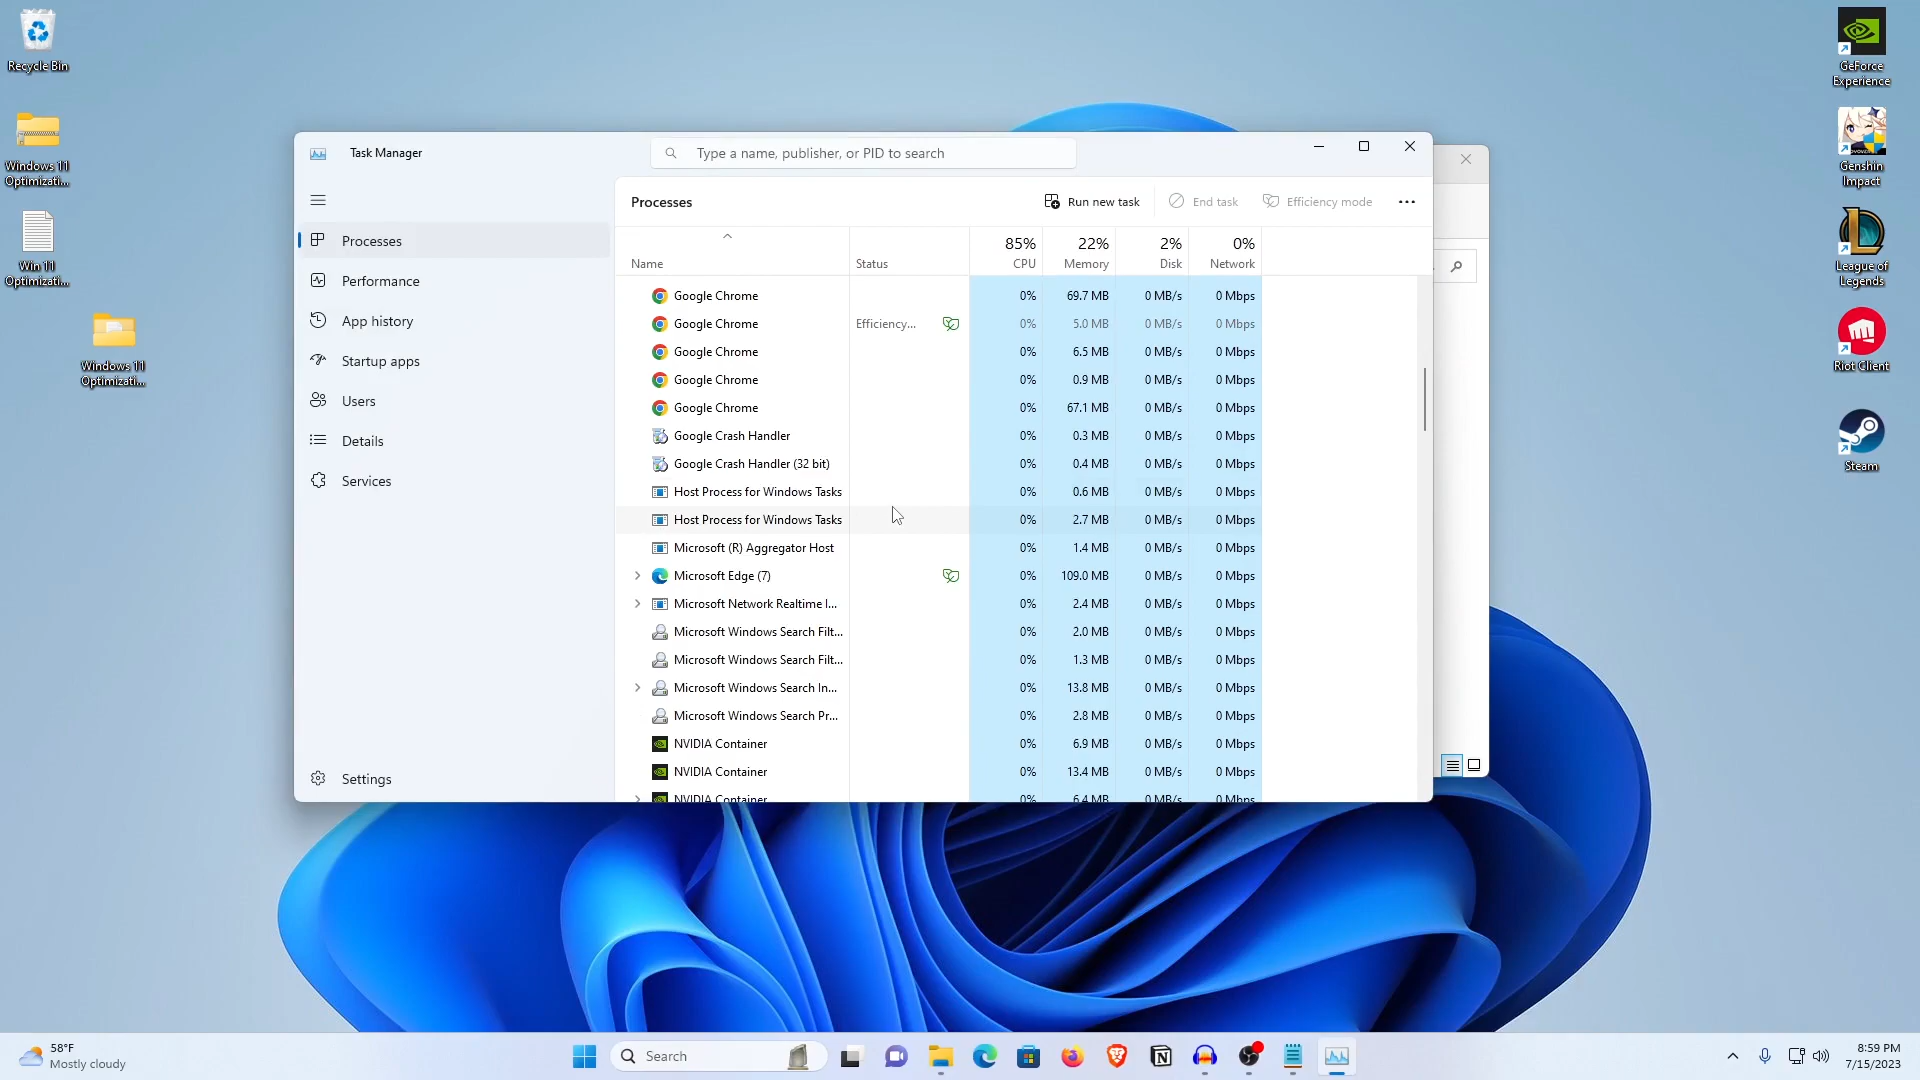 Recycle Bin
Windows 11
Optimizati...
Win 11
Optimizati...
Windows 11
Optimizati...
GeForce
Experience
Genshin
Impact
League of
Legends
Riot Client
Steam
Task Manager
Type a name, publisher, or PID to search
Processes
Performance
App history
Startup apps
Users
Details
Services
Settings
Processes
Run new task
End task
Efficiency mode
85% 22% 2% 0%
Name Status CPU Memory Disk Network
Google Chrome 0% 69.7 MB 0 MB/s 0 Mbps
Google Chrome Efficiency... 0% 5.0 MB 0 MB/s 0 Mbps
Google Chrome 0% 6.5 MB 0 MB/s 0 Mbps
Google Chrome 0% 0.9 MB 0 MB/s 0 Mbps
Google Chrome 0% 67.1 MB 0 MB/s 0 Mbps
Google Crash Handler 0% 0.3 MB 0 MB/s 0 Mbps
Google Crash Handler (32 bit) 0% 0.4 MB 0 MB/s 0 Mbps
Host Process for Windows Tasks 0% 0.6 MB 0 MB/s 0 Mbps
Host Process for Windows Tasks 0% 2.7 MB 0 MB/s 0 Mbps
Microsoft (R) Aggregator Host 0% 1.4 MB 0 MB/s 0 Mbps
Microsoft Edge (7) 0% 109.0 MB 0 MB/s 0 Mbps
Microsoft Network Realtime I... 0% 2.4 MB 0 MB/s 0 Mbps
Microsoft Windows Search Filt... 0% 2.0 MB 0 MB/s 0 Mbps
Microsoft Windows Search Filt... 0% 1.3 MB 0 MB/s 0 Mbps
Microsoft Windows Search In... 0% 13.8 MB 0 MB/s 0 Mbps
Microsoft Windows Search Pr... 0% 2.8 MB 0 MB/s 0 Mbps
NVIDIA Container 0% 6.9 MB 0 MB/s 0 Mbps
NVIDIA Container 0% 13.4 MB 0 MB/s 0 Mbps
NVIDIA Container 0% 6.4 MB 0 MB/s 0 Mbps
58°F
Mostly cloudy
Search
8:59 PM
7/15/2023